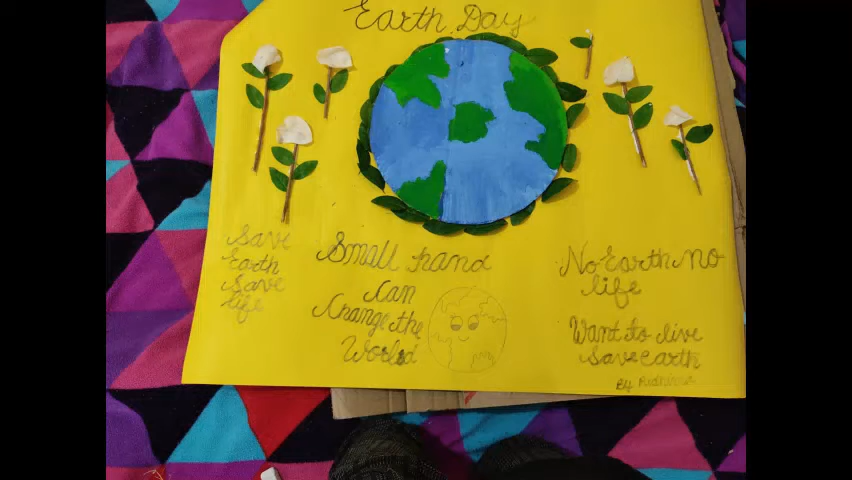 Earth Day
Save
Earth
Save
life
Small hand
Can
Change the
World
No Earth no
life
Want to live
Save earth
By